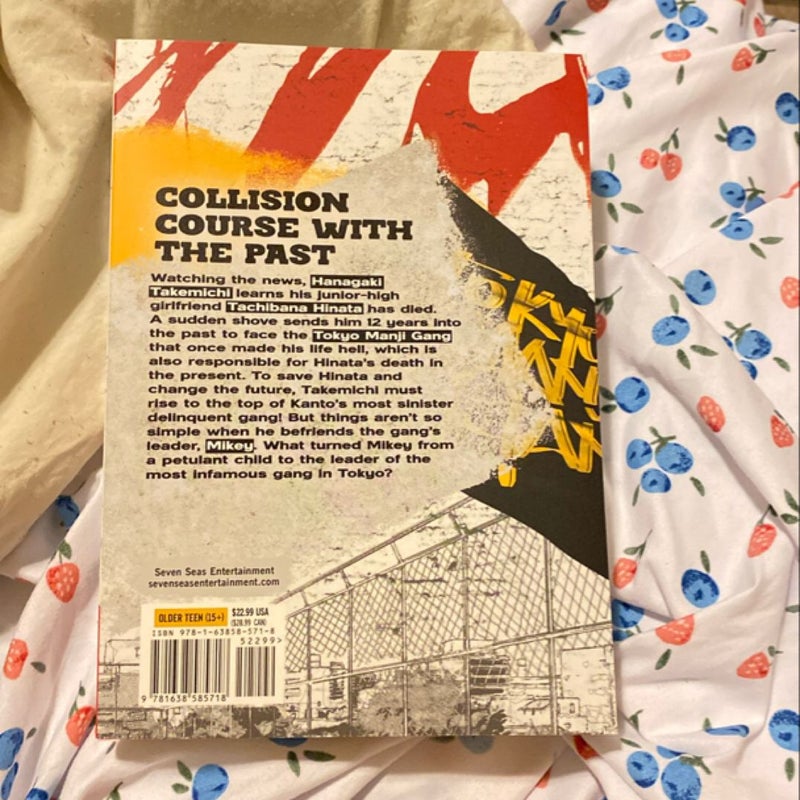 COLLISION
COURSE WITH
THE PAST
Watching the news, Hanagaki
Takemichi learns his junior-high
girlfriend Tachibana Hinata has died.
A sudden shove sends him 12 years into
the past to face the Tokyo Manji Gang
that once made his life hell, which is
also responsible for Hinata's death in
the present. To save Hinata and
change the future, Takemichi must
rise to the top of Kanto's most sinister
delinquent gang! But things aren't so
simple when he befriends the gang's
leader, Mikey. What turned Mikey from
a petulant child to the leader of the
most infamous gang in Tokyo?
Seven Seas Entertainment
sevenseasentertainment.com
OLDER TEEN (15+) $22.99 USA
($28.99 CAN)
ISBN 978-1-63858-571-8
52299>
9 781638 585718